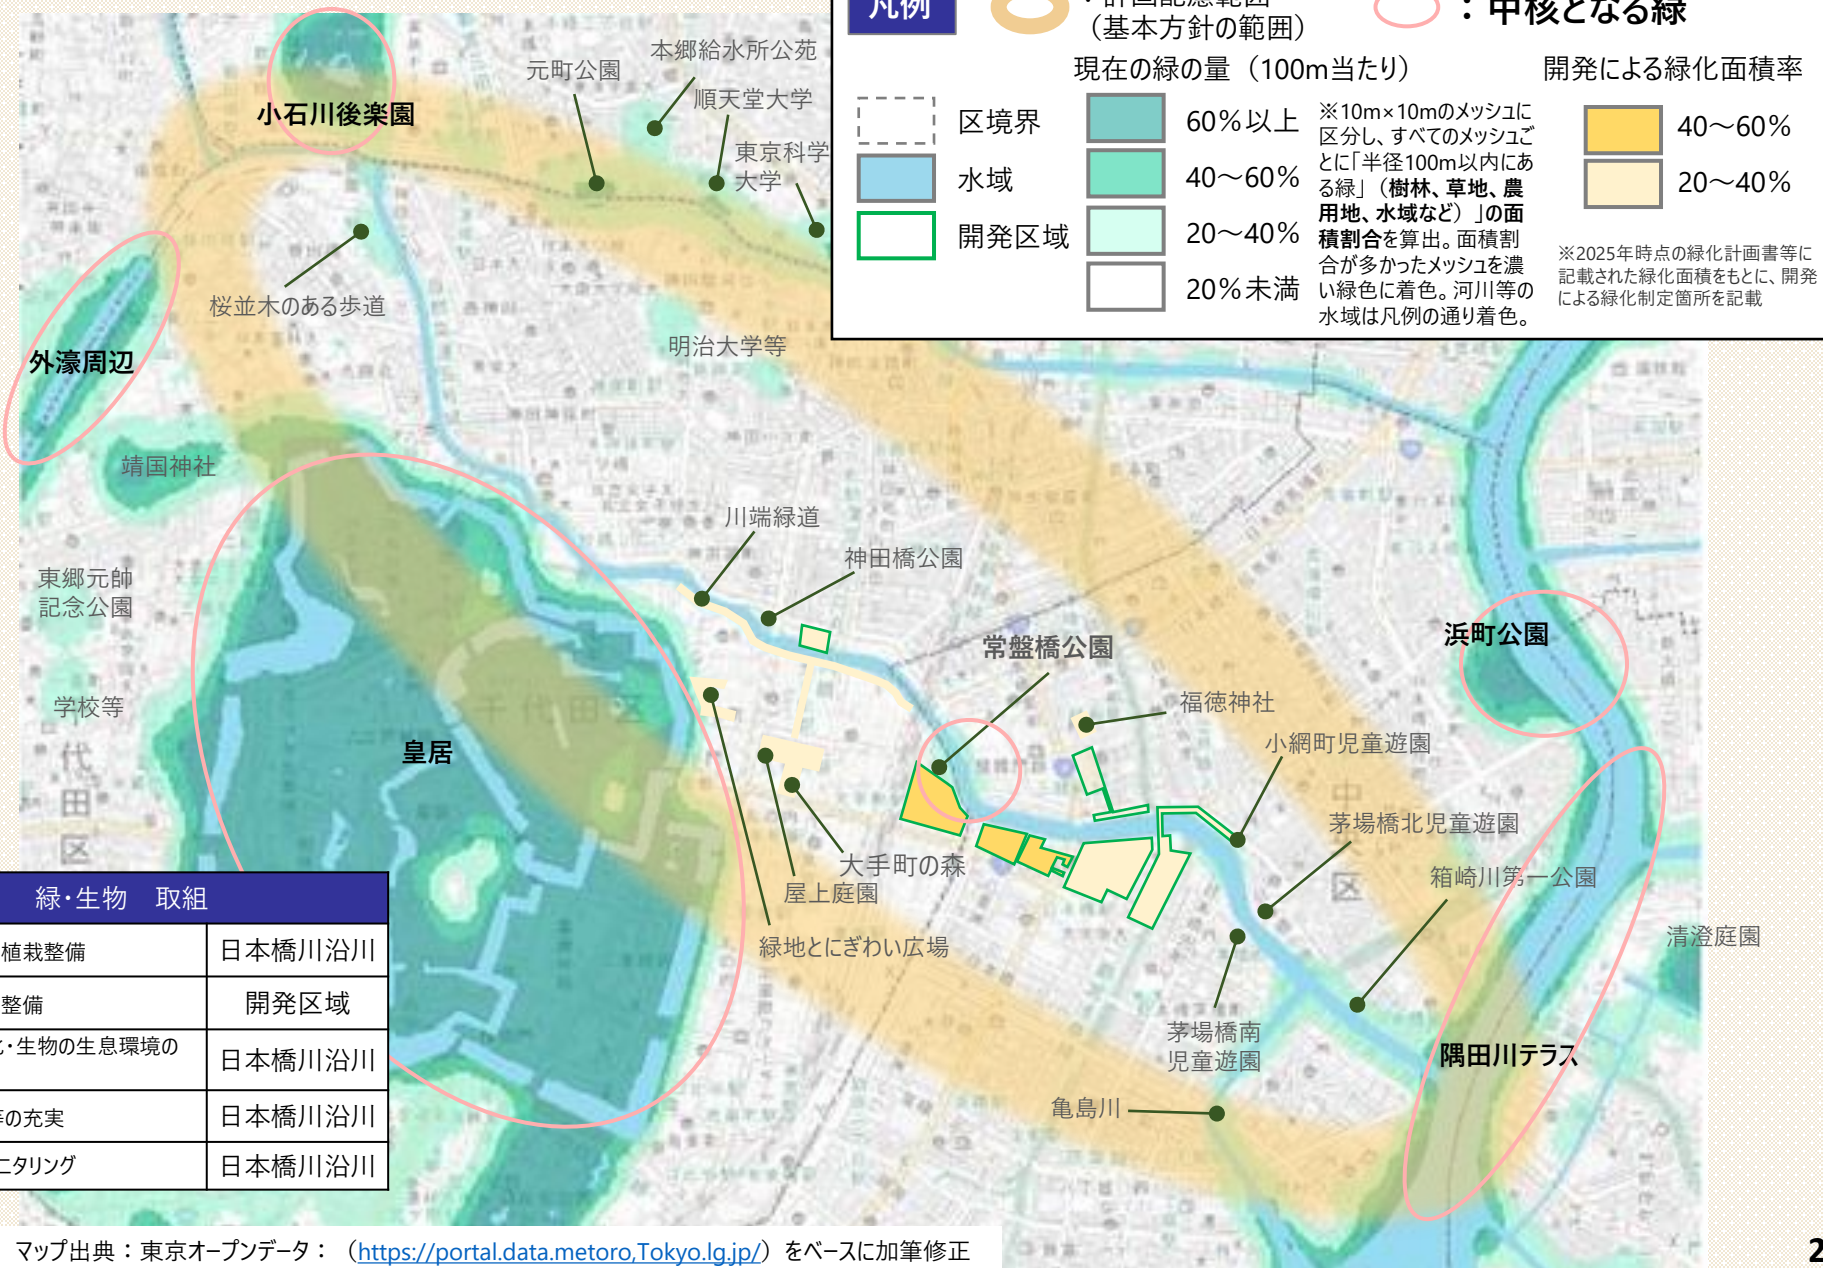 凡例
：計画配慮範囲
（基本方針の範囲）
：中核となる緑
現在の緑の量（100m当たり）
開発による緑化面積率
区境界
水域
開発区域
60％以上
40～60％
20～40％
20％未満
※10m×10mのメッシュに
区分し、すべてのメッシュご
とに「半径100m以内にあ
る緑」（樹林、草地、農
用地、水域など）」の面
積割合を算出。面積割
合が多かったメッシュを濃
い緑色に着色。河川等の
水域は凡例の通り着色。
40～60％
20～40％
※2025年時点の緑化計画書等に
記載された緑化面積をもとに、開発
による緑化制定箇所を記載
本郷給水所公苑
元町公園
順天堂大学
小石川後楽園
東京科学
大学
桜並木のある歩道
外濠周辺
明治大学等
靖国神社
川端緑道
神田橋公園
東郷元帥
記念公園
常盤橋公園
浜町公園
学校等
福徳神社
小網町児童遊園
皇居
代
田
区
田区
中
区
茅場橋北児童遊園
大手町の森
屋上庭園
箱崎川第一公園
緑地とにぎわい広場
清澄庭園
茅場橋南
児童遊園
隅田川テラス
亀島川
緑・生物　取組
植栽整備
日本橋川沿川
整備
開発区域
・生物の生息環境の
日本橋川沿川
等の充実
日本橋川沿川
ニタリング
日本橋川沿川
マップ出典：東京オープンデータ：（https://portal.data.metoro,Tokyo.lg.jp/）をベースに加筆修正
2